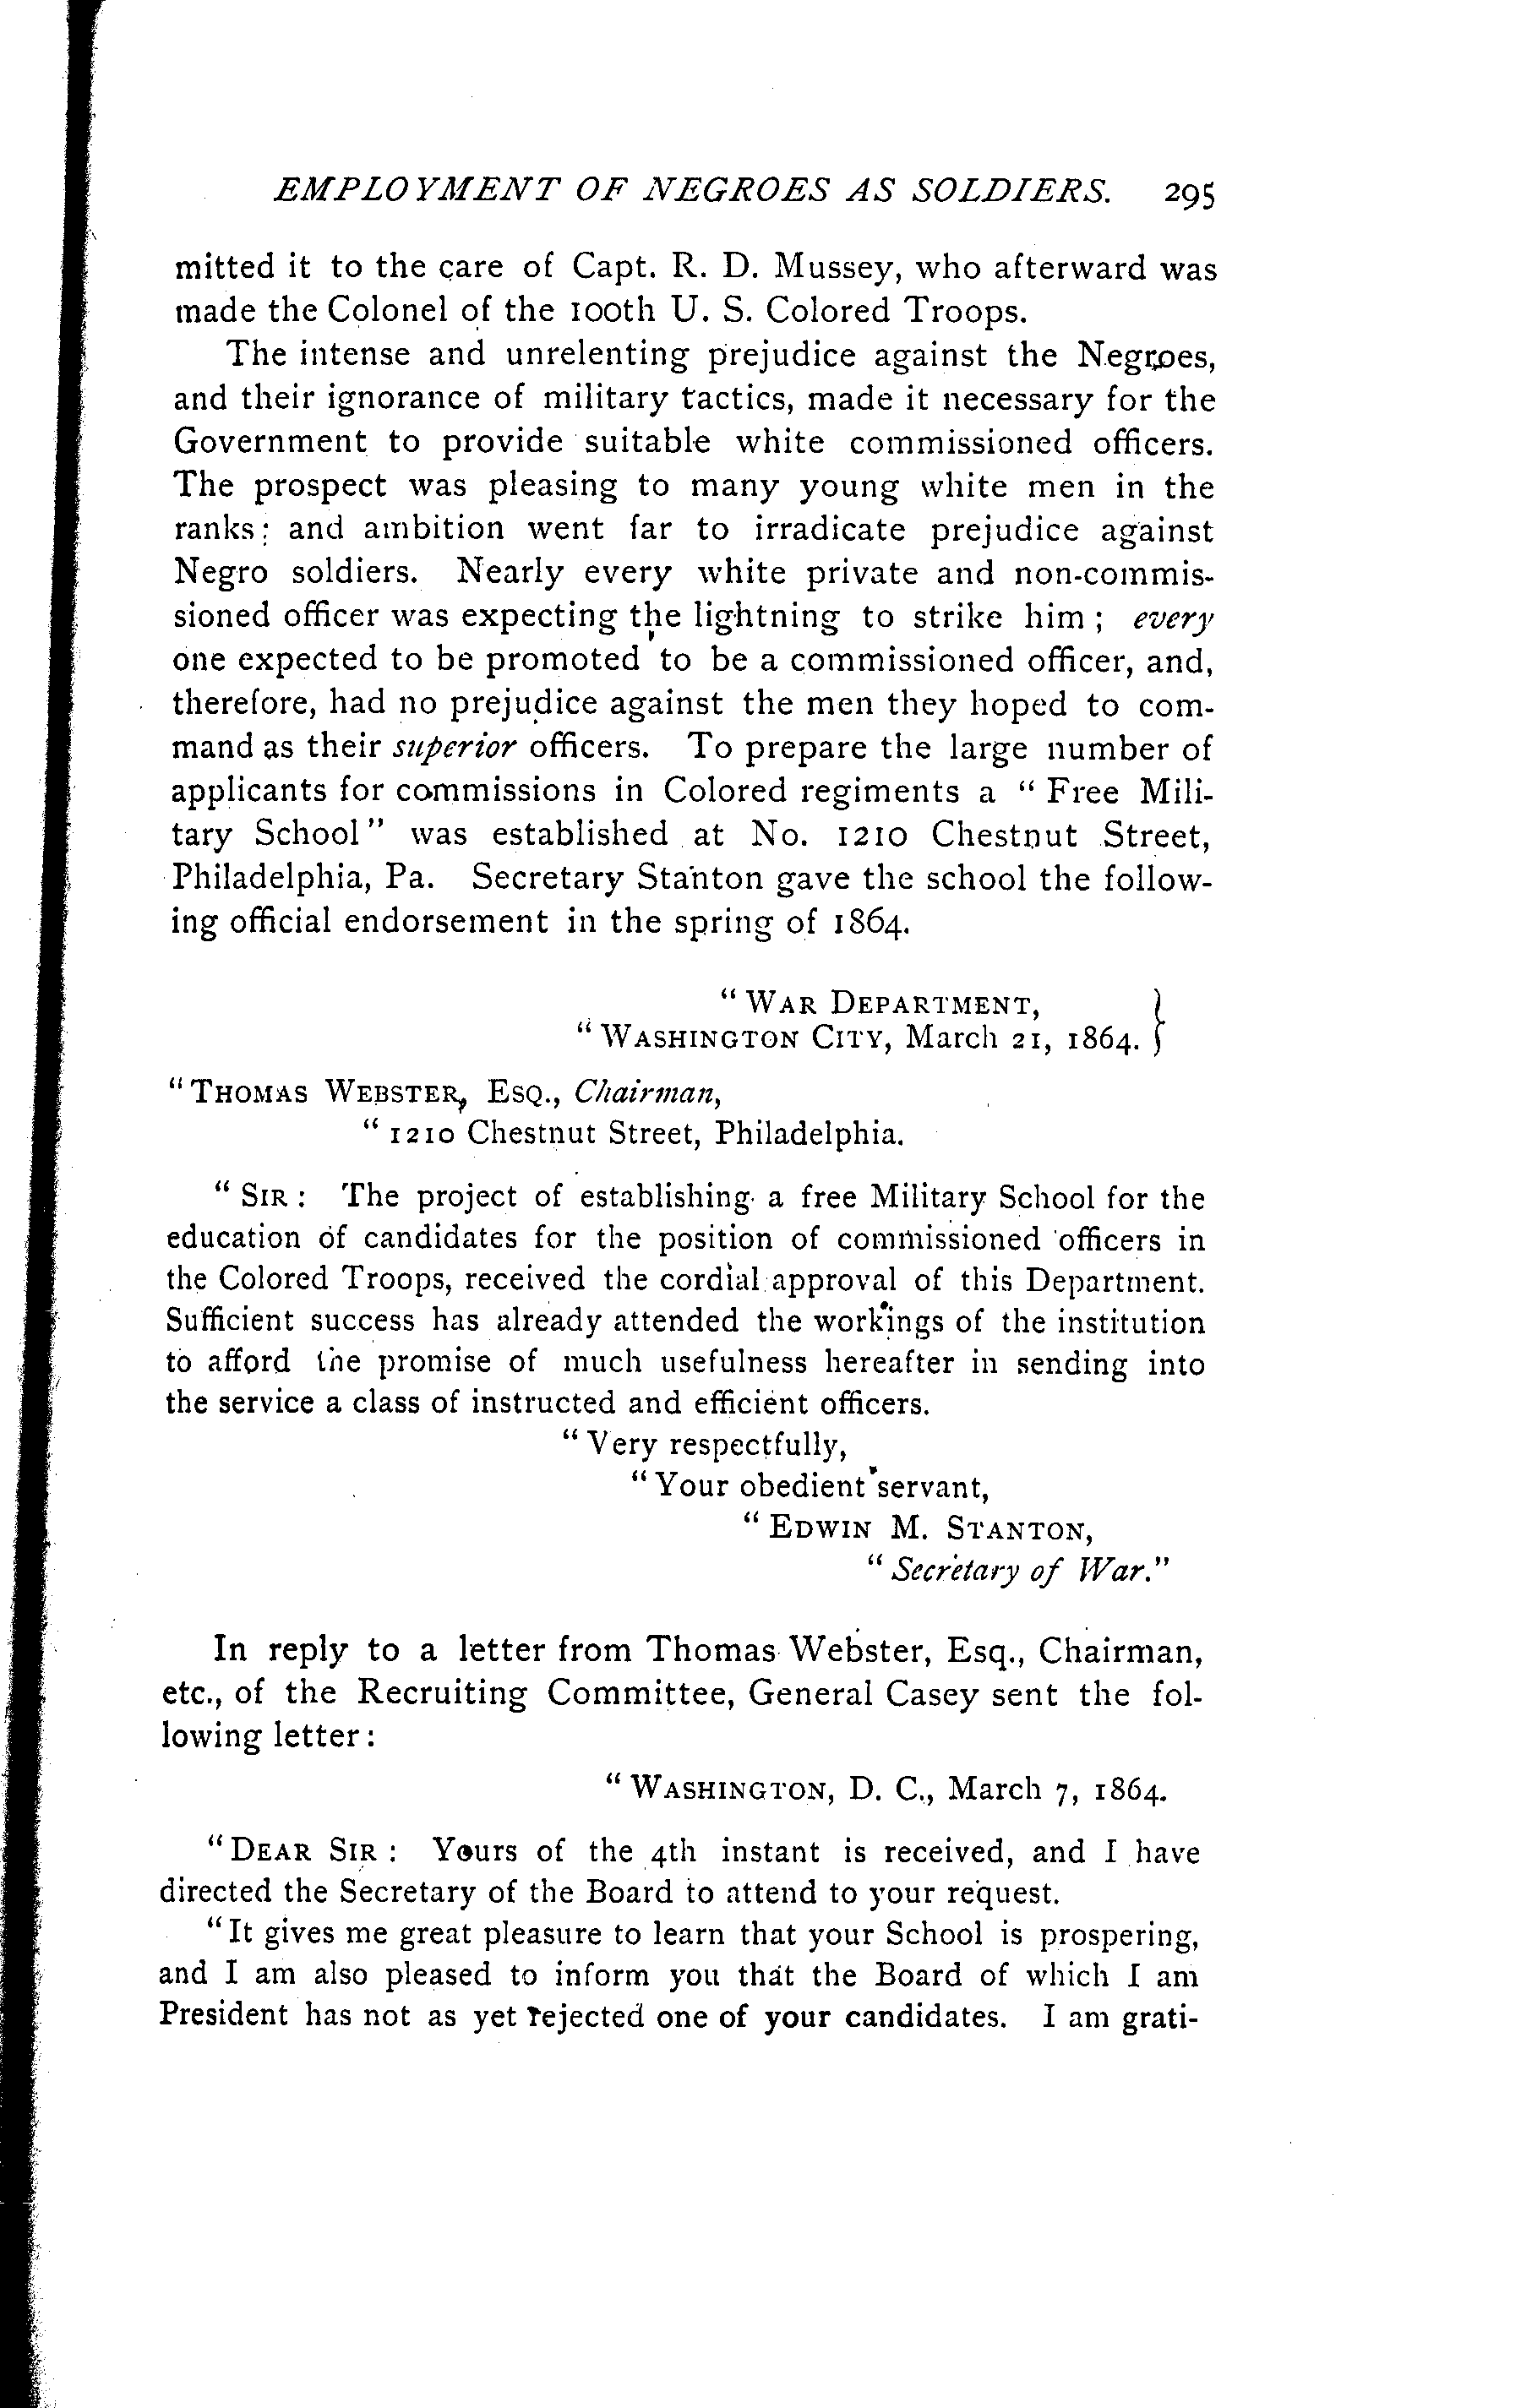 EMPLOYMENT OF NEGROES AS SOLDIERS. 295
mitted it to the care of Capt. R. D. Mussey, who afterward was
made the Colonel of the 100th U. S. Colored Troops.
The intense and unrelenting prejudice against the Negroes,
and their ignorance of military tactics, made it necessary for the
Government to provide suitable white commissioned officers.
The prospect was pleasing to many young white men in the
ranks; and ambition went far to irradicate prejudice against
Negro soldiers. Nearly every white private and non-commis-
sioned officer was expecting the lightning to strike him; every
one expected to be promoted to be a commissioned officer, and,
therefore, had no prejudice against the men they hoped to com-
mand as their superior officers. To prepare the large number of
applicants for commissions in Colored regiments a "Free Mili-
tary School" was established at No. 1210 Chestnut Street,
Philadelphia, Pa. Secretary Stanton gave the school the follow-
ing official endorsement in the spring of 1864.
"WAR DEPARTMENT,
"WASHINGTON CITY, March 21, 1864. }
"THOMAS WEBSTER, ESQ., Chairman,
"1210 Chestnut Street, Philadelphia.
"SIR: The project of establishing a free Military School for the
education of candidates for the position of commissioned officers in
the Colored Troops, received the cordial approval of this Department.
Sufficient success has already attended the workings of the institution
to afford the promise of much usefulness hereafter in sending into
the service a class of instructed and efficient officers.
"Very respectfully,
"Your obedient servant,
"EDWIN M. STANTON,
"Secretary of War."
In reply to a letter from Thomas Webster, Esq., Chairman,
etc., of the Recruiting Committee, General Casey sent the fol-
lowing letter:
"WASHINGTON, D. C., March 7, 1864.
"DEAR SIR: Yours of the 4th instant is received, and I have
directed the Secretary of the Board to attend to your request.
"It gives me great pleasure to learn that your School is prospering,
and I am also pleased to inform you that the Board of which I am
President has not as yet rejected one of your candidates. I am grati-